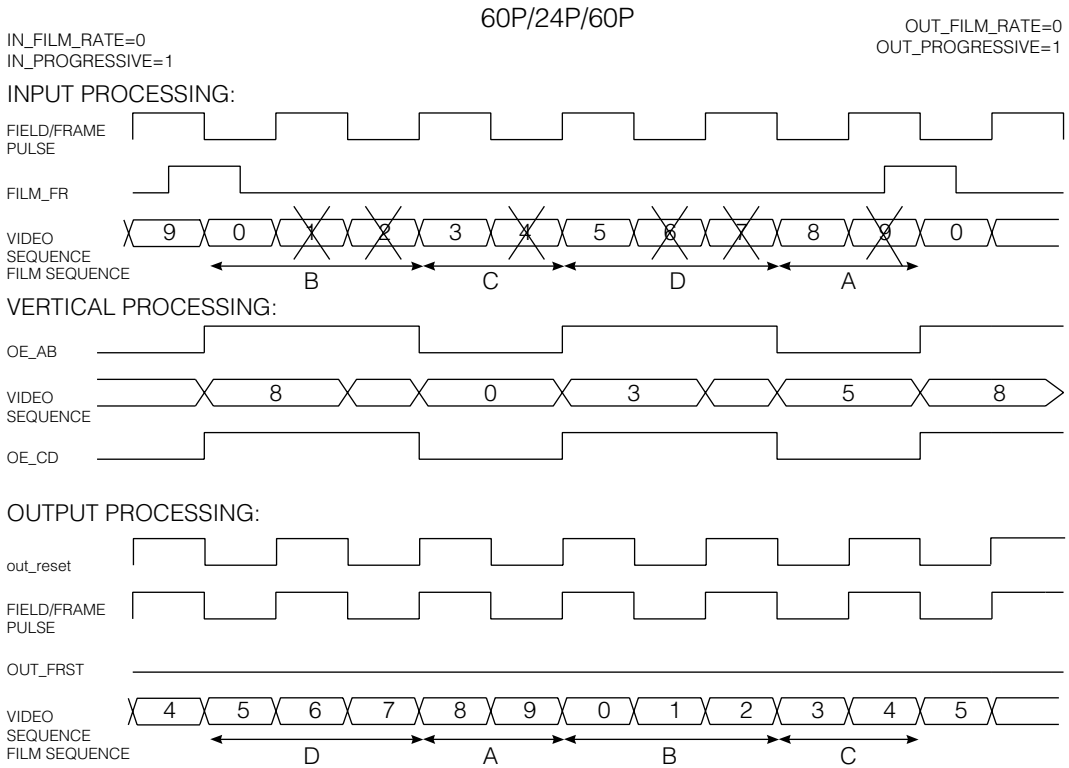 60P/24P/60P
IN_FILM_RATE=0
IN_PROGRESSIVE=1
OUT_FILM_RATE=0
OUT_PROGRESSIVE=1
INPUT PROCESSING:
FIELD/FRAME
PULSE
FILM_FR
9 0 1 2 3 4 5 6 7 8 9 0
VIDEO
SEQUENCE
FILM SEQUENCE
B C D A
VERTICAL PROCESSING:
OE_AB
8 0 3 5 8
VIDEO
SEQUENCE
OE_CD
OUTPUT PROCESSING:
out_reset
FIELD/FRAME
PULSE
OUT_FRST
4 5 6 7 8 9 0 1 2 3 4 5
VIDEO
SEQUENCE
FILM SEQUENCE
D A B C